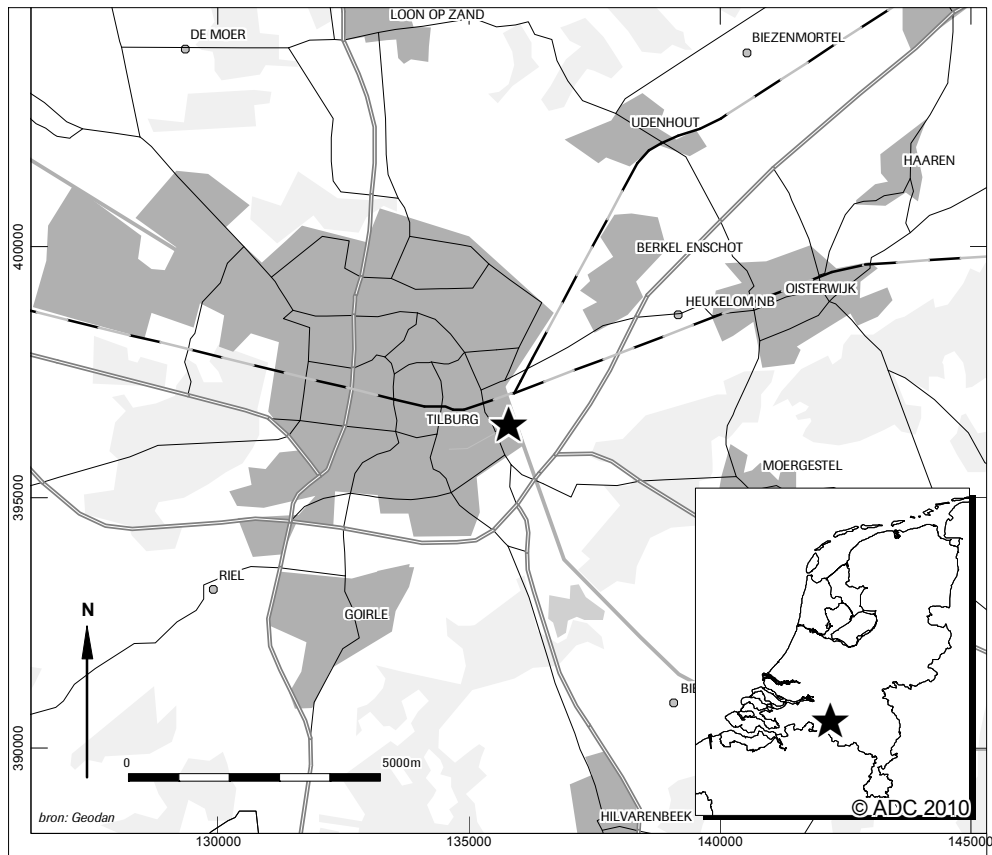 LOON OP ZAND
DE MOER
BIEZENMORTEL
UDENHOUT
HAAREN
400000
BERKEL ENSCHOT
OISTERWIJK
HEUKELOM NB
TILBURG
MOERGESTEL
395000
RIEL
N
GOIRLE
BIE
390000
0
5000m
© ADC 2010
bron: Geodan
HILVARENBEEK
130000
135000
140000
145000